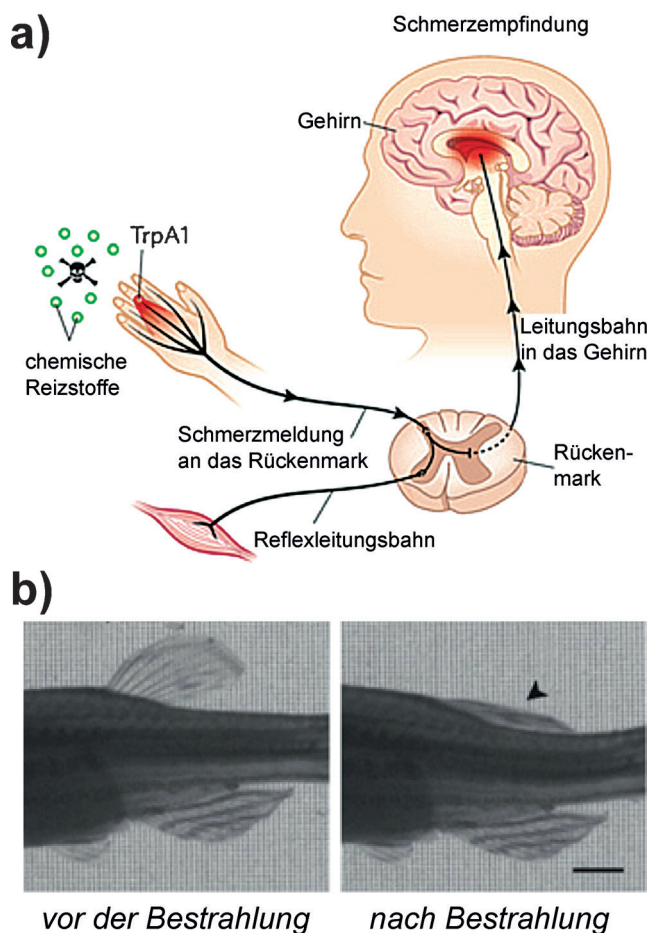 a)
Schmerzempfindung
Gehirn
TrpA1
chemische
Reizstoffe
Leitungsbahn
in das Gehirn
Schmerzmeldung
an das Rückenmark
Rücken-
mark
Reflexleitungsbahn
b)
vor der Bestrahlung
nach Bestrahlung